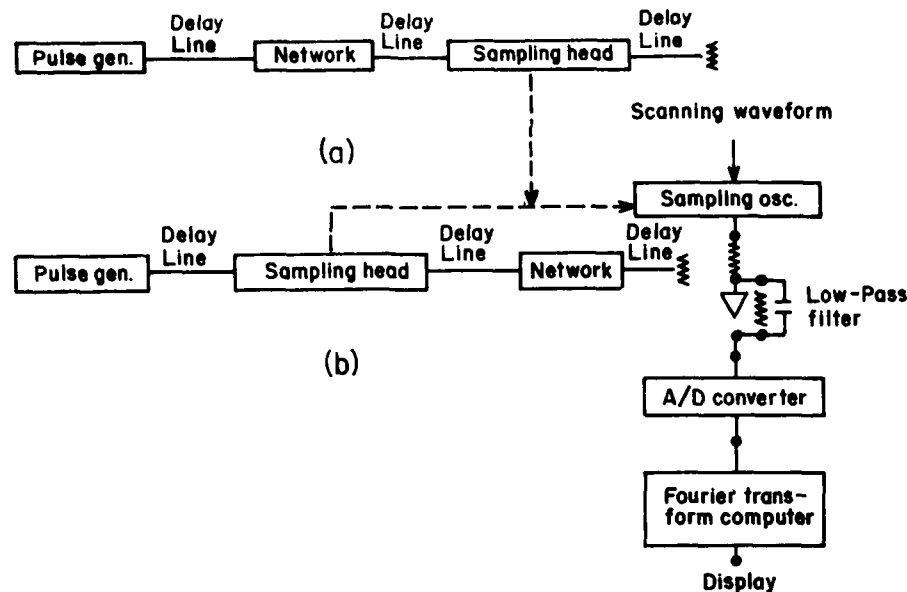 Delay
Line
Delay
Line
Delay
Line
Pulse gen.
Network
Sampling head
(a)
Scanning waveform
Sampling osc.
Delay
Line
Delay
Line
Delay
Line
Pulse gen.
Sampling head
Network
Low-Pass
filter
(b)
A/D converter
Fourier trans-
form computer
Display